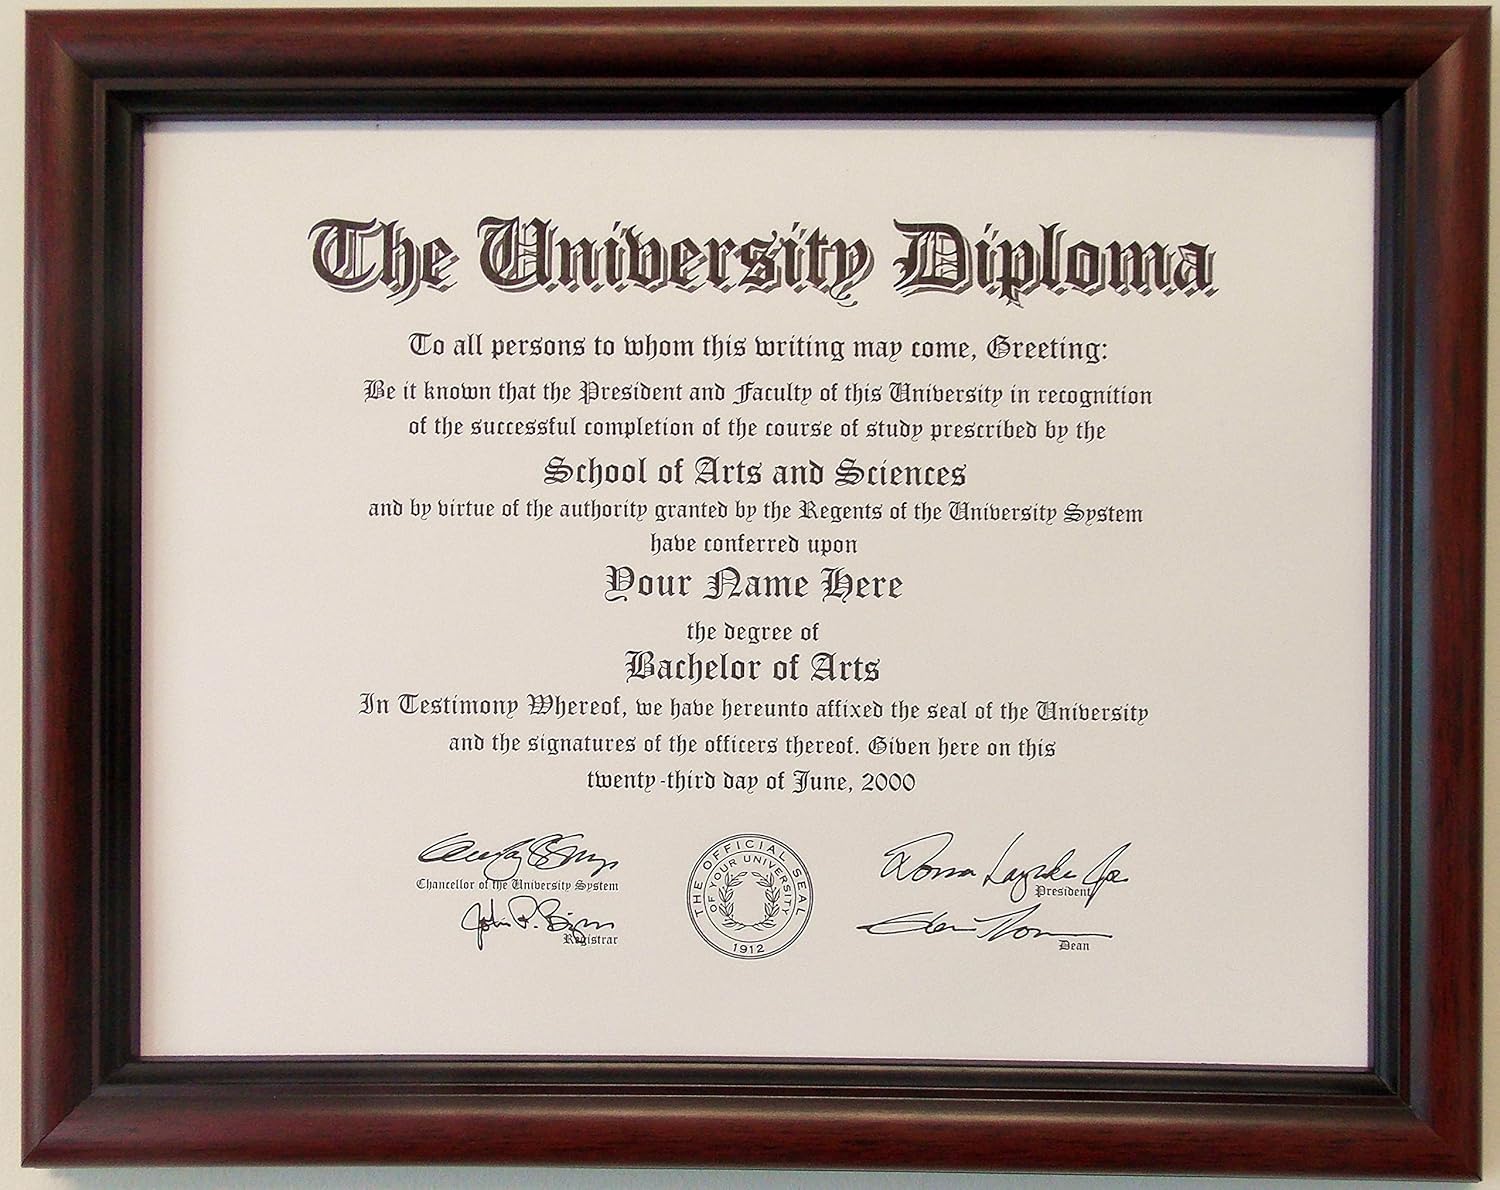 The University Diploma
To all persons to whom this writing may come, Greeting:
Be it known that the President and Faculty of this University in recognition
of the successful completion of the course of study prescribed by the
School of Arts and Sciences
and by virtue of the authority granted by the Regents of the University System
have conferred upon
Your Name Here
the degree of
Bachelor of Arts
In Testimony Whereof, we have hereunto affixed the seal of the University
and the signatures of the officers thereof. Given here on this
twenty-third day of June, 2000
Chancellor of the University System
Registrar
THE OFFICIAL SEAL
OF YOUR UNIVERSITY
1912
President
Dean